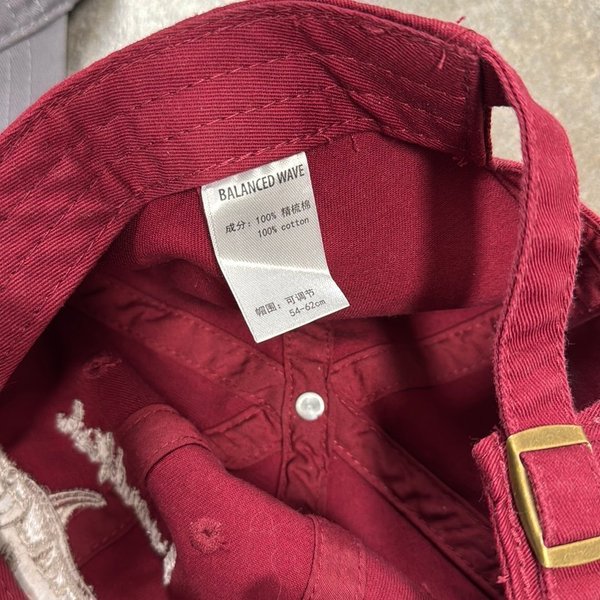 BALANCED WAVE
成分：100% 精梳棉
100% cotton
帽围：可调节
54-62cm